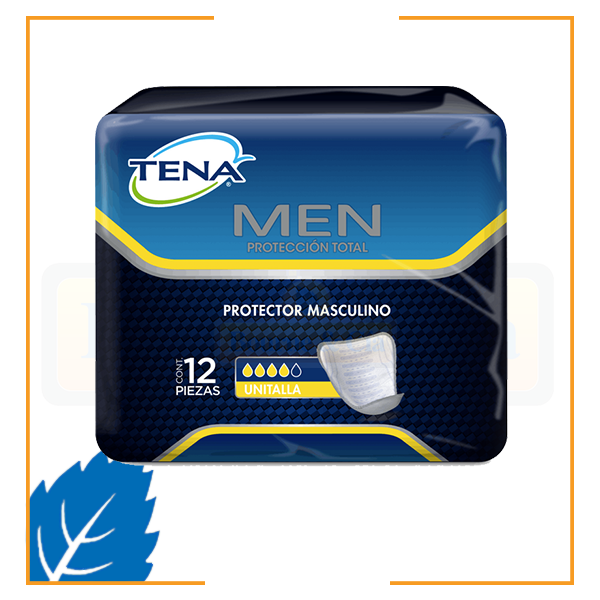 TENA®
MEN
PROTECCIÓN TOTAL
PROTECTOR MASCULINO
CONT. 12 PIEZAS
UNITALLA